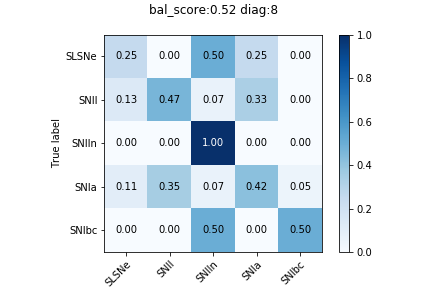 bal_score:0.52 diag:8
True label
SLSNe 0.25 0.00 0.50 0.25 0.00
SNII 0.13 0.47 0.07 0.33 0.00
SNIIn 0.00 0.00 1.00 0.00 0.00
SNIa 0.11 0.35 0.07 0.42 0.05
SNIbc 0.00 0.00 0.50 0.00 0.50
SLSNe SNII SNIIn SNIa SNIbc
1.0
0.8
0.6
0.4
0.2
0.0